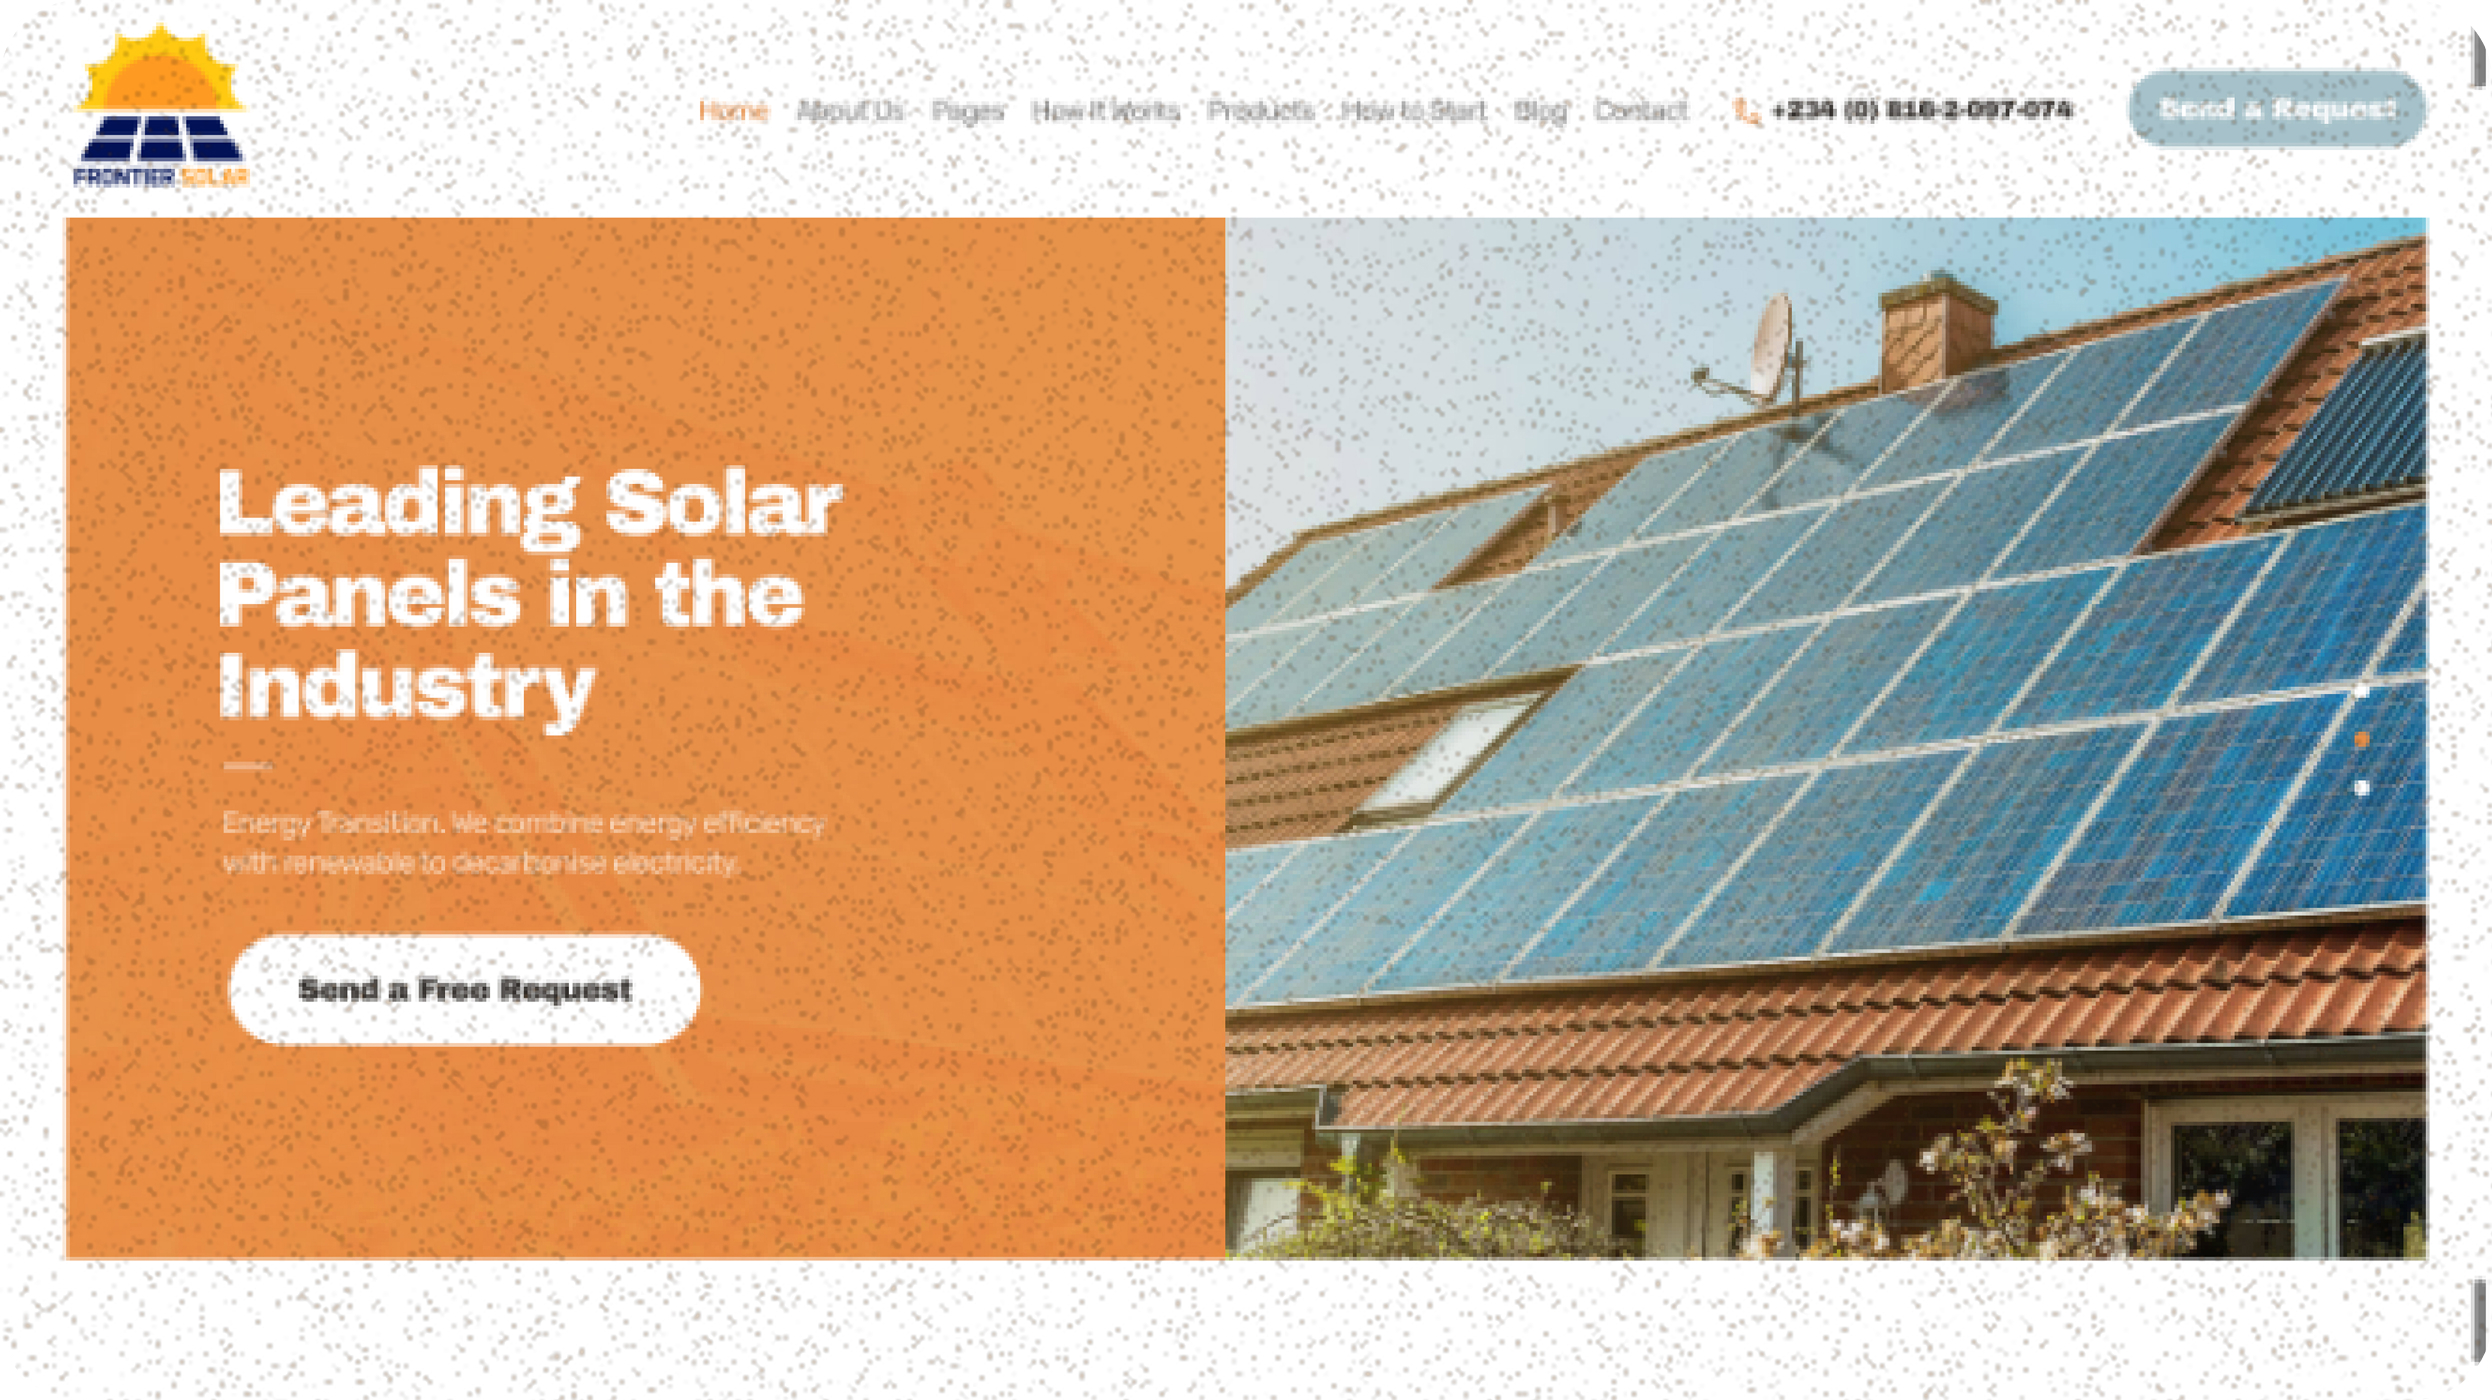 FRONTIER SOLAR
Home About Us Pages How It Works Products How to Start Blog Contact +234 (0) 818-2-097-074 Send a Request
Leading Solar
Panels in the
Industry
Energy Transition. We combine energy efficiency
with renewable to decarbonise electricity.
Send a Free Request